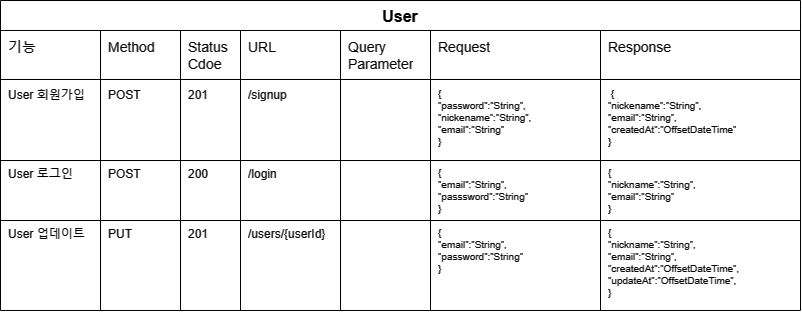 User
기능
Method
Status
Cdoe
URL
Query
Parameter
Request
Response
User 회원가입
POST
201
/signup
{
"password":"String",
"nickename":"String",
"email":"String"
}
{
"nickename":"String",
"email":"String",
"createdAt":"OffsetDateTime"
}
User 로그인
POST
200
/login
{
"email":"String",
"passsword":"String"
}
{
"nickname":"String",
"email":"String"
}
User 업데이트
PUT
201
/users/{userId}
{
"email":"String",
"password":"String"
}
{
"nickname":"String",
"email":"String",
"createdAt":"OffsetDateTime",
"updateAt":"OffsetDateTime",
}